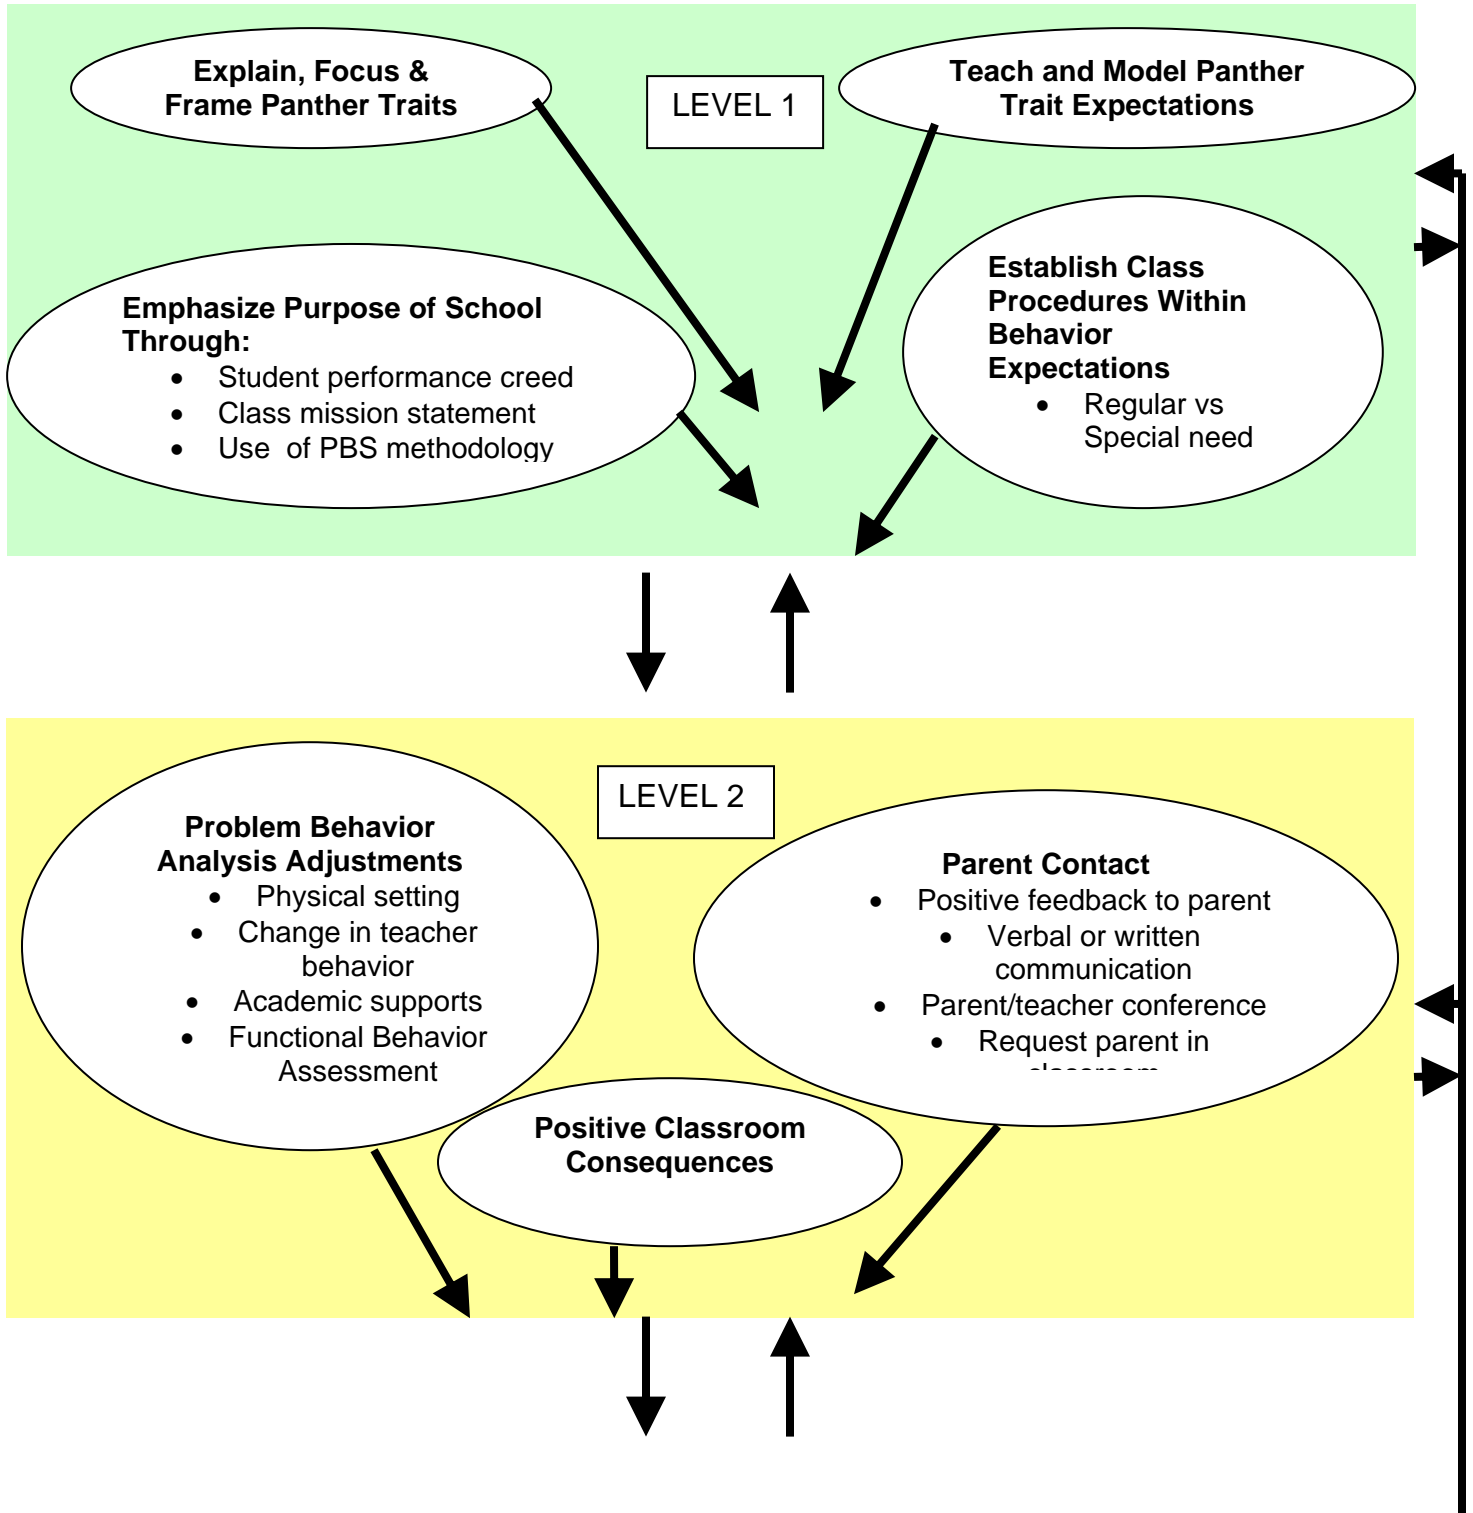 Explain, Focus &
Frame Panther Traits
LEVEL 1
Teach and Model Panther
Trait Expectations
Emphasize Purpose of School
Through:
• Student performance creed
• Class mission statement
• Use of PBS methodology
Establish Class
Procedures Within
Behavior
Expectations
• Regular vs
Special need
LEVEL 2
Problem Behavior
Analysis Adjustments
• Physical setting
• Change in teacher
behavior
• Academic supports
• Functional Behavior
Assessment
Parent Contact
• Positive feedback to parent
• Verbal or written
communication
• Parent/teacher conference
• Request parent in
Positive Classroom
Consequences